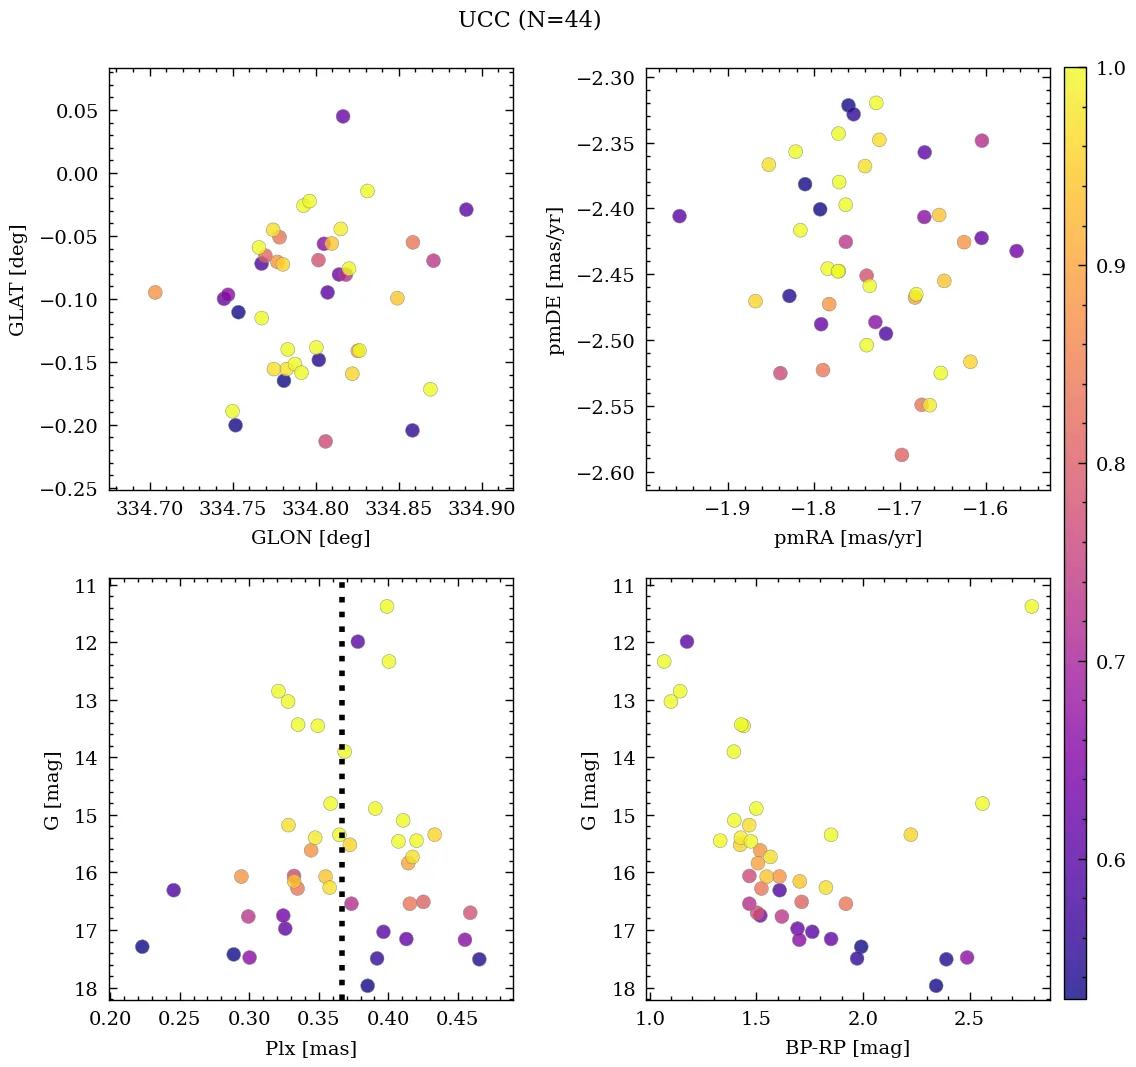 UCC (N=44)
0.05
0.00
−0.05
−0.10
−0.15
−0.20
−0.25
GLAT [deg]
334.70 334.75 334.80 334.85 334.90
GLON [deg]
−2.30
−2.35
−2.40
−2.45
−2.50
−2.55
−2.60
pmDE [mas/yr]
−1.9 −1.8 −1.7 −1.6
pmRA [mas/yr]
11
12
13
14
15
16
17
18
G [mag]
0.20 0.25 0.30 0.35 0.40 0.45
Plx [mas]
11
12
13
14
15
16
17
18
G [mag]
1.0 1.5 2.0 2.5
BP-RP [mag]
1.0
0.9
0.8
0.7
0.6